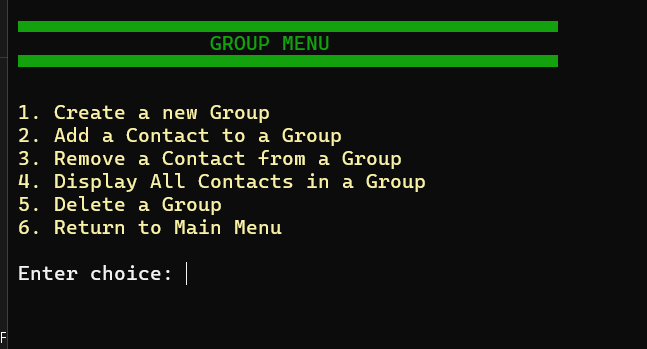 GROUP MENU
1. Create a new Group
2. Add a Contact to a Group
3. Remove a Contact from a Group
4. Display All Contacts in a Group
5. Delete a Group
6. Return to Main Menu
Enter choice:
F